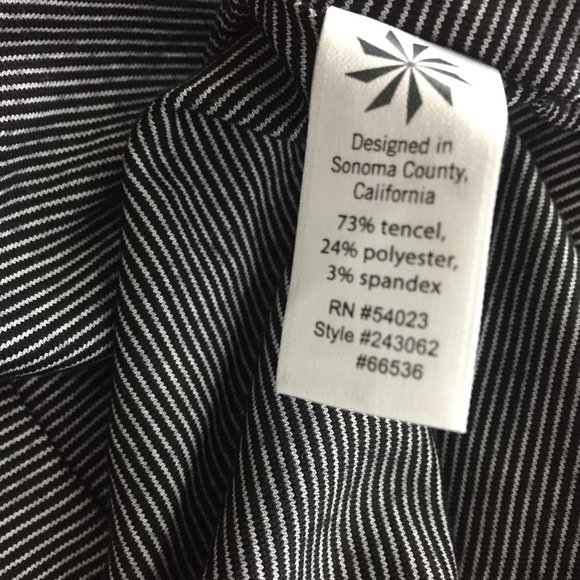 Designed in
Sonoma County,
California
73% tencel,
24% polyester,
3% spandex
RN #54023
Style #243062
#66536